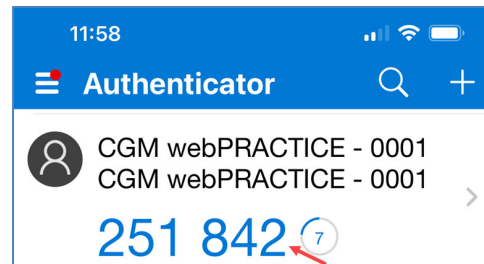 11:58
Authenticator
CGM webPRACTICE - 0001
CGM webPRACTICE - 0001
251 842 7